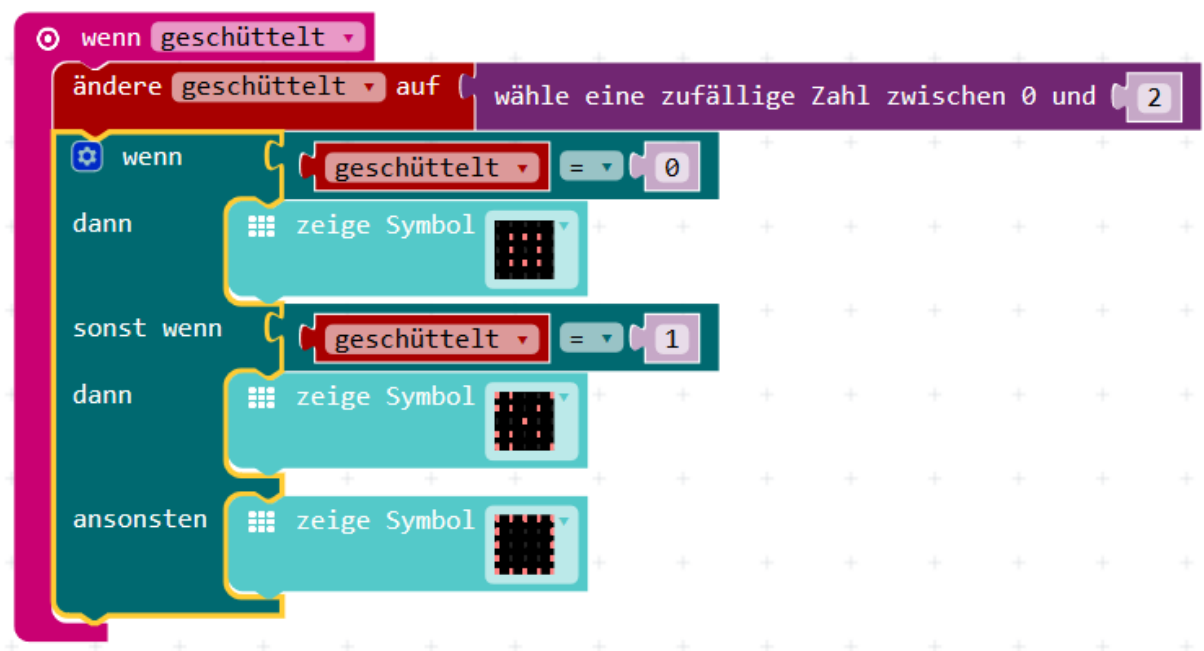 wenn geschüttelt
ändere geschüttelt auf wähle eine zufällige Zahl zwischen 0 und 2
wenn geschüttelt = 0
dann zeige Symbol
sonst wenn geschüttelt = 1
dann zeige Symbol
ansonsten zeige Symbol